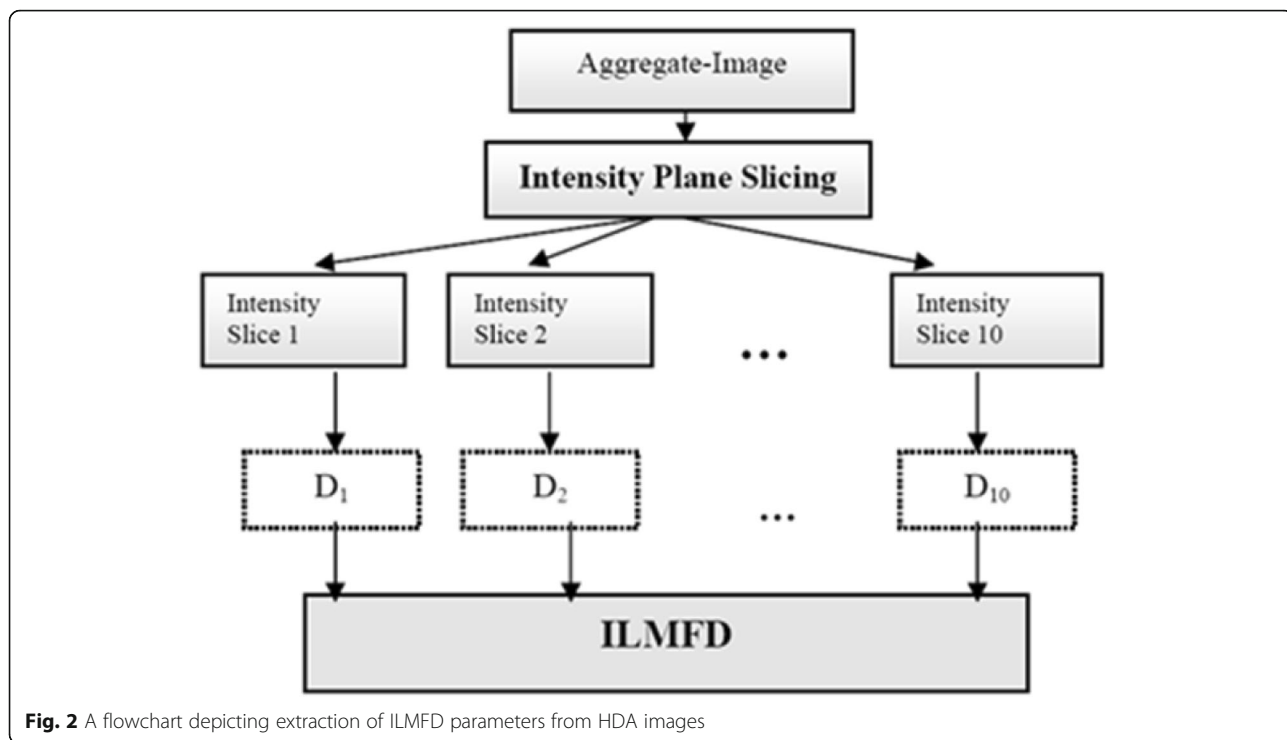 Aggregate-Image
Intensity Plane Slicing
Intensity
Slice 1
Intensity
Slice 2
...
Intensity
Slice 10
D₁
D₂
...
D₁₀
ILMFD
Fig. 2 A flowchart depicting extraction of ILMFD parameters from HDA images